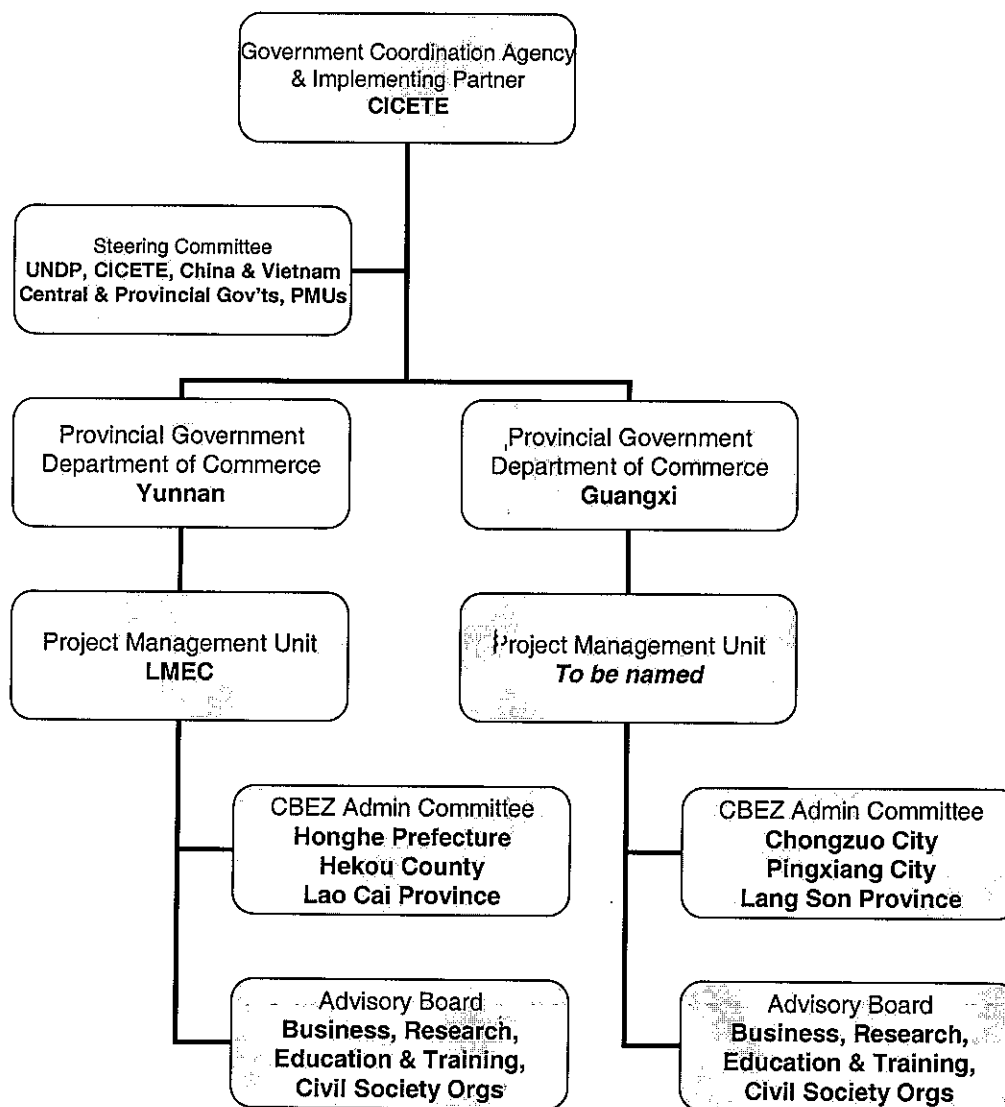 Government Coordination Agency
& Implementing Partner
CICETE
Steering Committee
UNDP, CICETE, China & Vietnam
Central & Provincial Gov'ts, PMUs
Provincial Government
Department of Commerce
Yunnan
Provincial Government
Department of Commerce
Guangxi
Project Management Unit
LMEC
Project Management Unit
To be named
CBEZ Admin Committee
Honghe Prefecture
Hekou County
Lao Cai Province
CBEZ Admin Committee
Chongzuo City
Pingxiang City
Lang Son Province
Advisory Board
Business, Research,
Education & Training,
Civil Society Orgs
Advisory Board
Business, Research,
Education & Training,
Civil Society Orgs